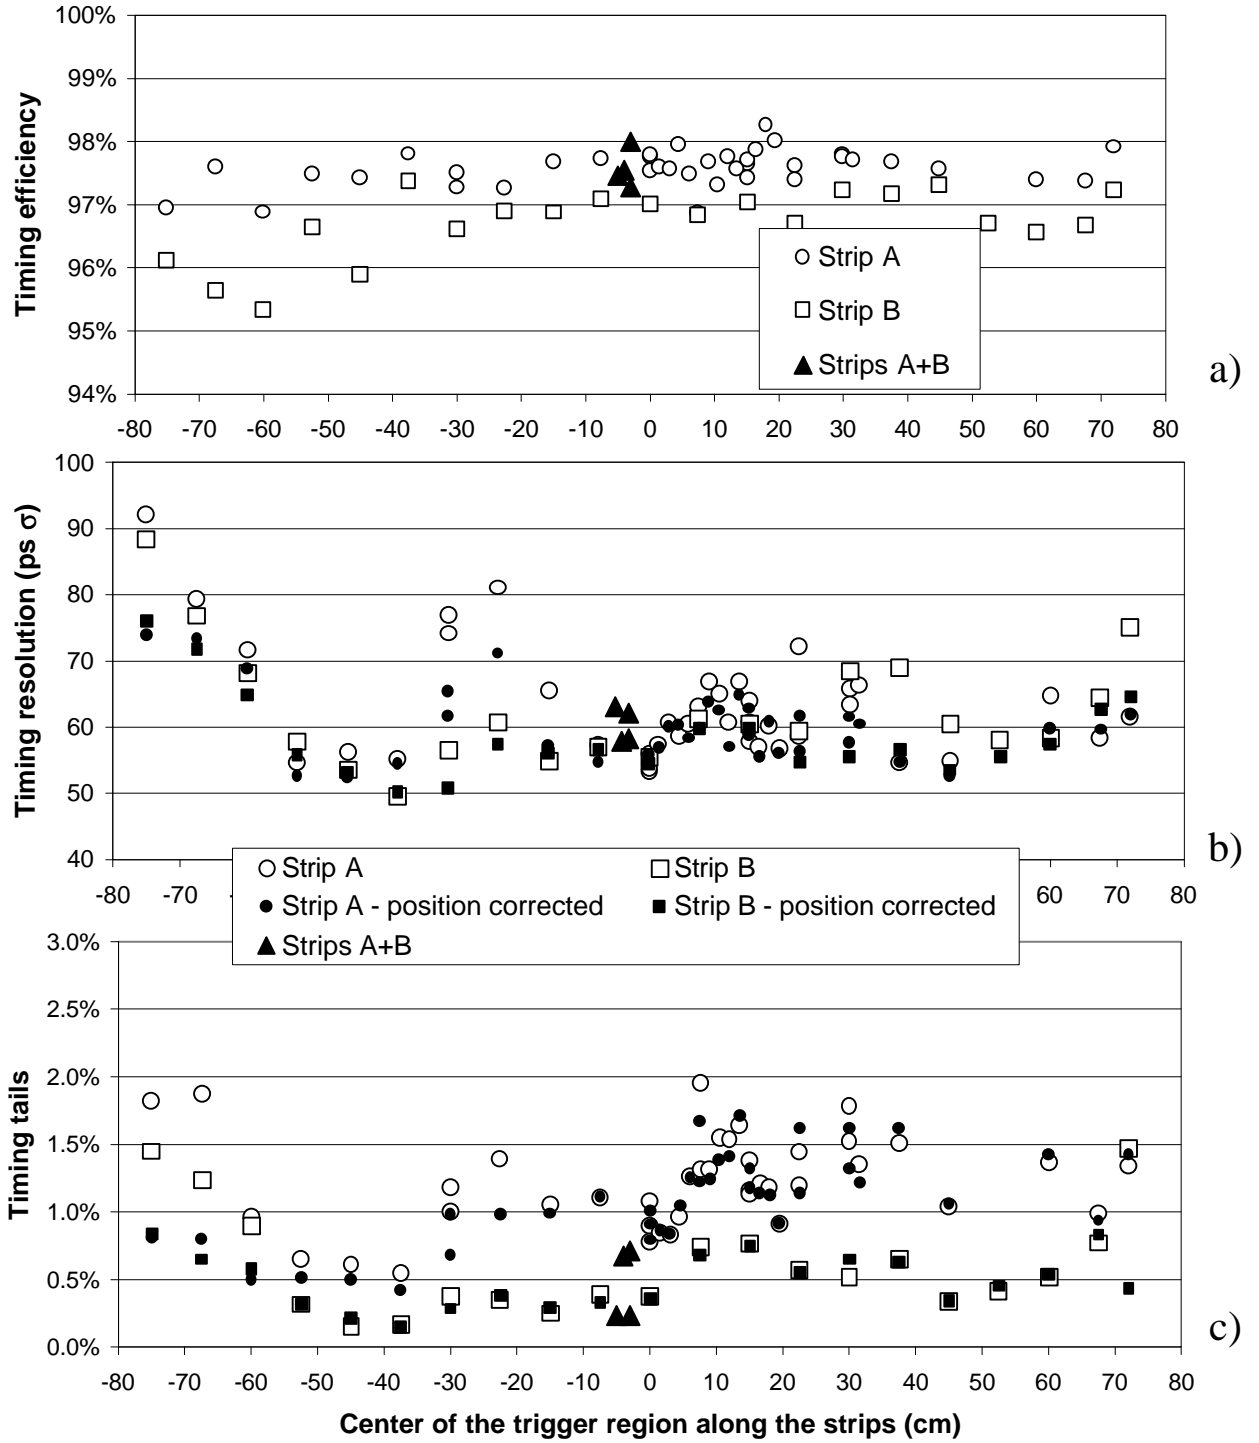 100%
99%
98%
97%
96%
95%
94%
Timing efficiency
Strip A
Strip B
Strips A+B
a)
-80 -70 -60 -50 -40 -30 -20 -10 0 10 20 30 40 50 60 70 80
100
90
80
70
60
50
40
Timing resolution (ps σ)
b)
-80 -70 60 70 80
Strip A Strip B
Strip A - position corrected Strip B - position corrected
Strips A+B
3.0%
2.5%
2.0%
1.5%
1.0%
0.5%
0.0%
Timing tails
c)
-80 -70 -60 -50 -40 -30 -20 -10 0 10 20 30 40 50 60 70 80
Center of the trigger region along the strips (cm)